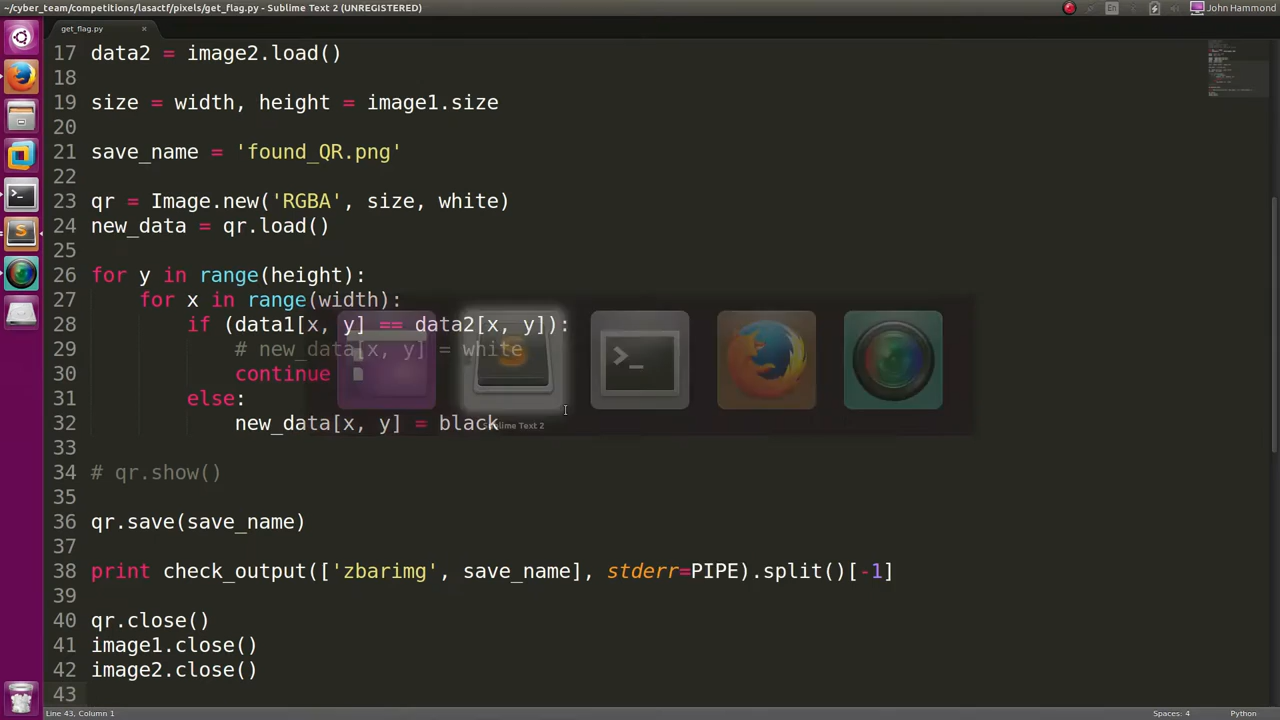 ~/cyber_team/competitions/lasactf/pixels/get_flag.py - Sublime Text 2 (UNREGISTERED)
En
John Hammond
get_flag.py
17 data2 = image2.load()
18
19 size = width, height = image1.size
20
21 save_name = 'found_QR.png'
22
23 qr = Image.new('RGBA', size, white)
24 new_data = qr.load()
25
26 for y in range(height):
27 for x in range(width):
28 if (data1[x, y] == data2[x, y]):
29 # new_data[x, y] = white
30 continue
31 else:
32 new_data[x, y] = black
Sublime Text 2
33
34 # qr.show()
35
36 qr.save(save_name)
37
38 print check_output(['zbarimg', save_name], stderr=PIPE).split()[-1]
39
40 qr.close()
41 image1.close()
42 image2.close()
43
Line 43, Column 1
Spaces: 4
Python